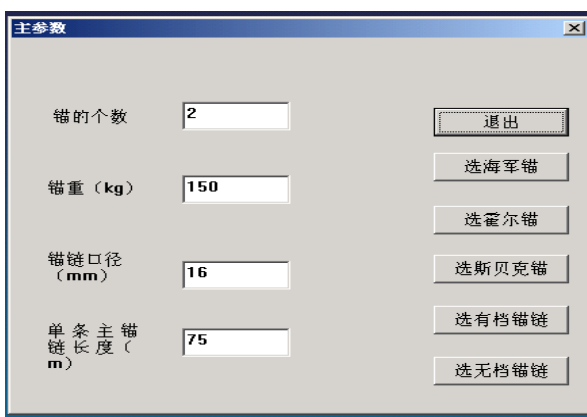 主参数
锚的个数
2
退出
选海军锚
锚重（kg）
150
选霍尔锚
锚链口径
（mm）
16
选斯贝克锚
单条主锚
链长度（
m）
75
选有档锚链
选无档锚链